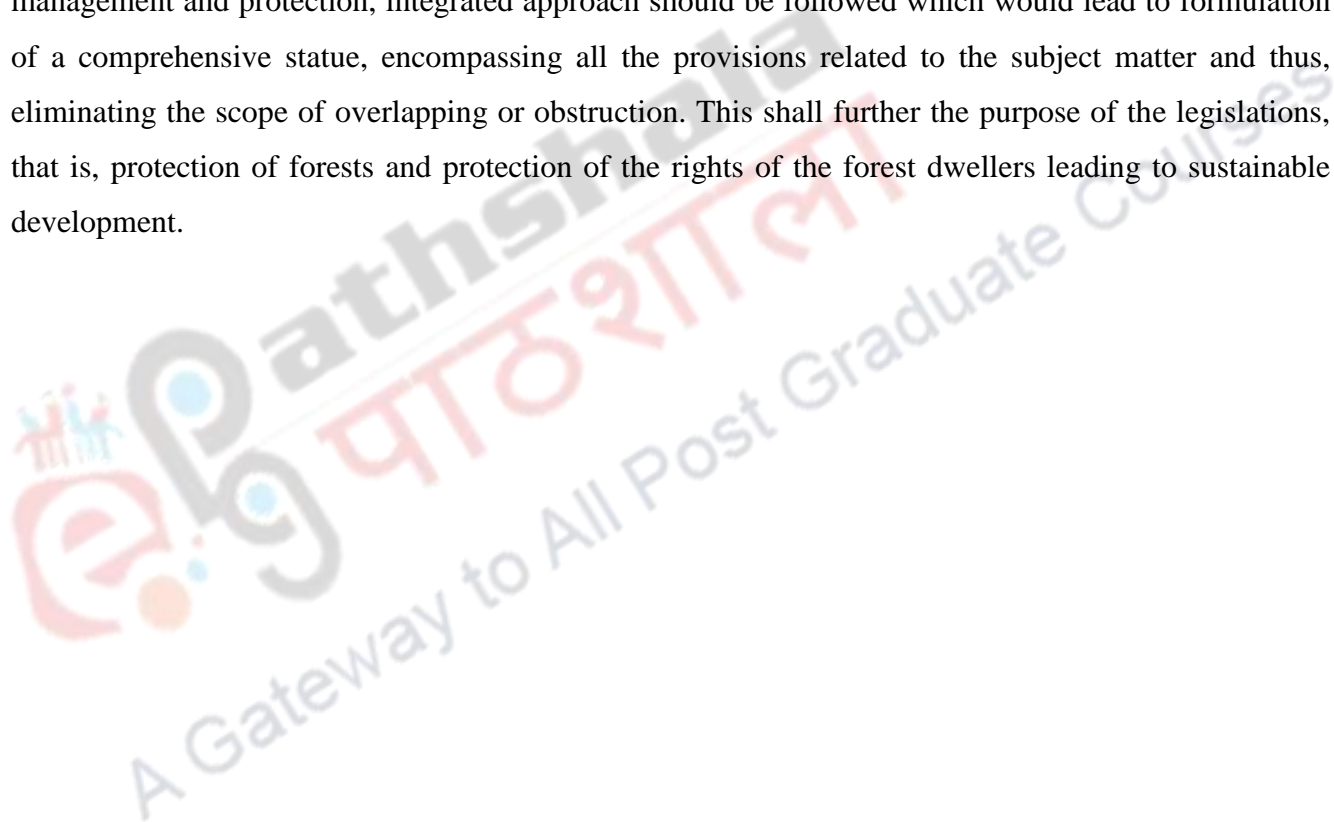 management and protection, integrated approach should be followed which would lead to formulation
of a comprehensive statue, encompassing all the provisions related to the subject matter and thus,
eliminating the scope of overlapping or obstruction. This shall further the purpose of the legislations,
that is, protection of forests and protection of the rights of the forest dwellers leading to sustainable
development.
e
pg
athshala
पाठशाला
A Gateway to All Post Graduate Courses